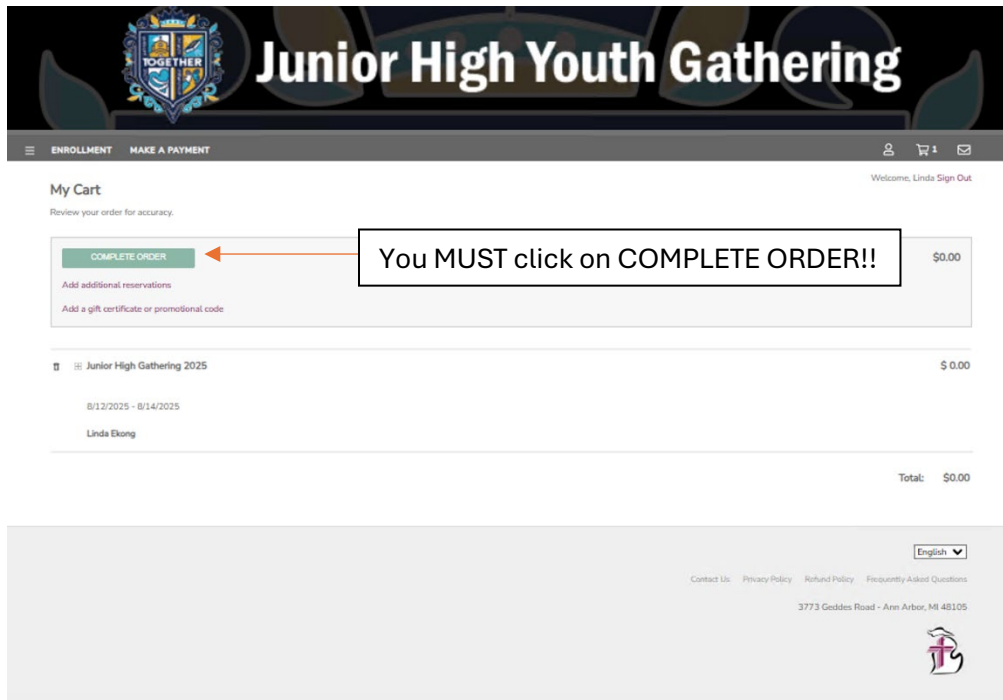 TOGETHER
Junior High Youth Gathering
ENROLLMENT MAKE A PAYMENT 1
Welcome, Linda Sign Out
My Cart
Review your order for accuracy.
COMPLETE ORDER
You MUST click on COMPLETE ORDER!!
$0.00
Add additional reservations
Add a gift certificate or promotional code
Junior High Gathering 2025 $ 0.00
8/12/2025 - 8/14/2025
Linda Ekong
Total: $0.00
English
Contact Us Privacy Policy Refund Policy Frequently Asked Questions
3773 Geddes Road - Ann Arbor, MI 48105